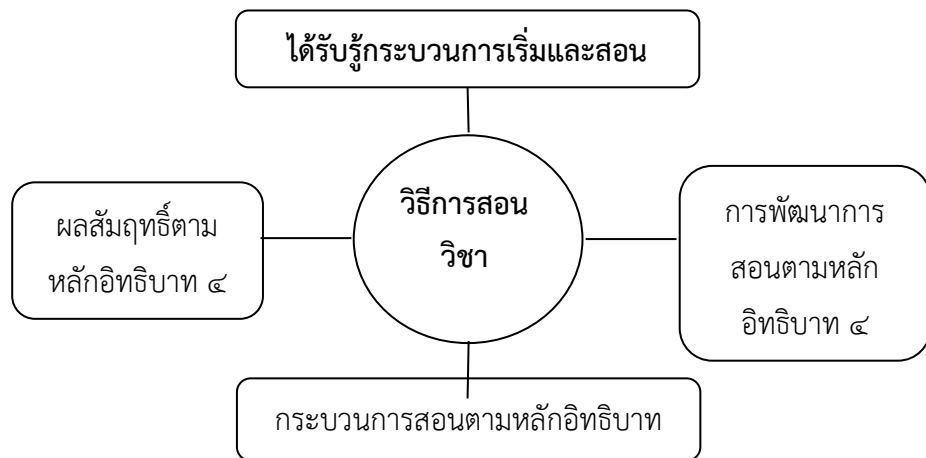 ได้รับรู้กระบวนการเริ่มและสอน
วิธีการสอน
วิชา
ผลสัมฤทธิ์ตาม
หลักอิทธิบาท ๔
การพัฒนาการ
สอนตามหลัก
อิทธิบาท ๔
กระบวนการสอนตามหลักอิทธิบาท